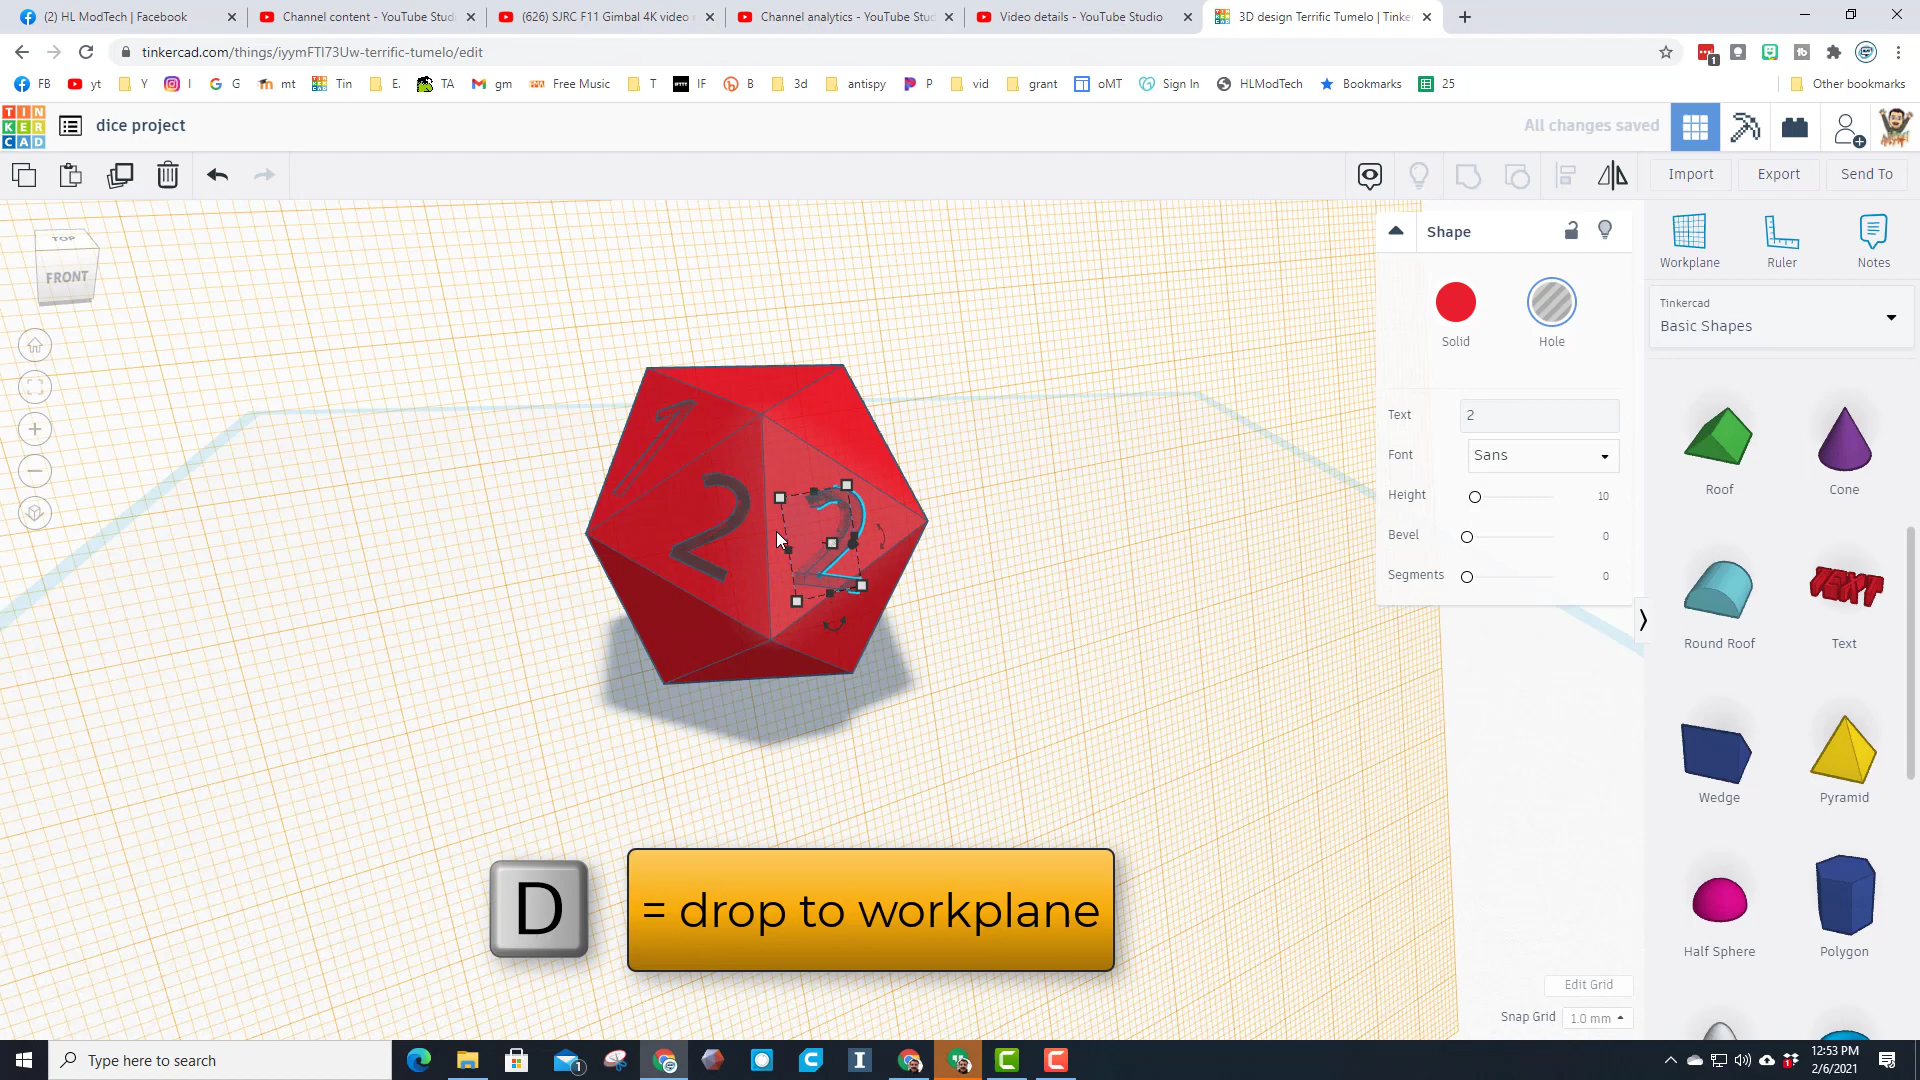 (2) HL ModTech | Facebook
Channel content - YouTube Studi
(626) SJRC F11 Gimbal 4K video
Channel analytics - YouTube Stu
Video details - YouTube Studio
3D design Terrific Tumelo | Tinke
tinkercad.com/things/iyymFTl73Uw-terrific-tumelo/edit
FB
yt
Y
I
G
mt
Tin
E.
TA
gm
Free Music
T
IF
B
3d
antispy
P
vid
grant
oMT
Sign In
HLModTech
Bookmarks
25
Other bookmarks
TIN
KER
CAD
dice project
All changes saved
Import
Export
Send To
TOP
FRONT
Shape
Solid
Hole
Text
2
Font
Sans
Height
10
Bevel
0
Segments
0
Workplane
Ruler
Notes
Tinkercad
Basic Shapes
Roof
Cone
Round Roof
TEXT
Text
Wedge
Pyramid
Half Sphere
Polygon
1
2
2
D
= drop to workplane
Edit Grid
Snap Grid
1.0 mm
Type here to search
12:53 PM
2/6/2021